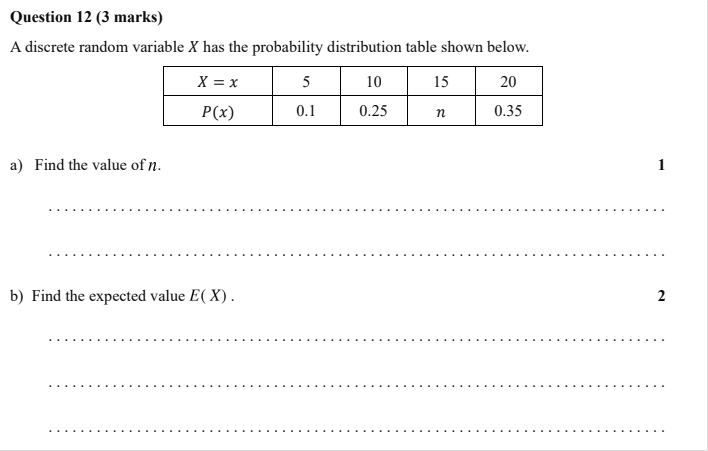 Question 12 (3 marks)
A discrete random variable X has the probability distribution table shown below.
X = x 5 10 15 20
P(x) 0.1 0.25 n 0.35
a) Find the value of n. 1
b) Find the expected value E( X) . 2